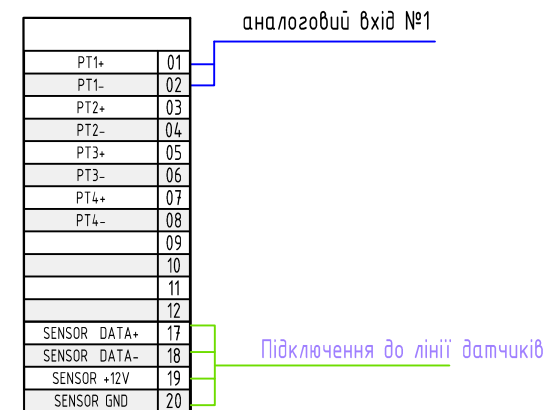 аналоговий вхід №1
PT1+ 01
PT1- 02
PT2+ 03
PT2- 04
PT3+ 05
PT3- 06
PT4+ 07
PT4- 08
09
10
11
12
SENSOR DATA+ 17
SENSOR DATA- 18
Підключення до лінії датчиків
SENSOR +12V 19
SENSOR GND 20